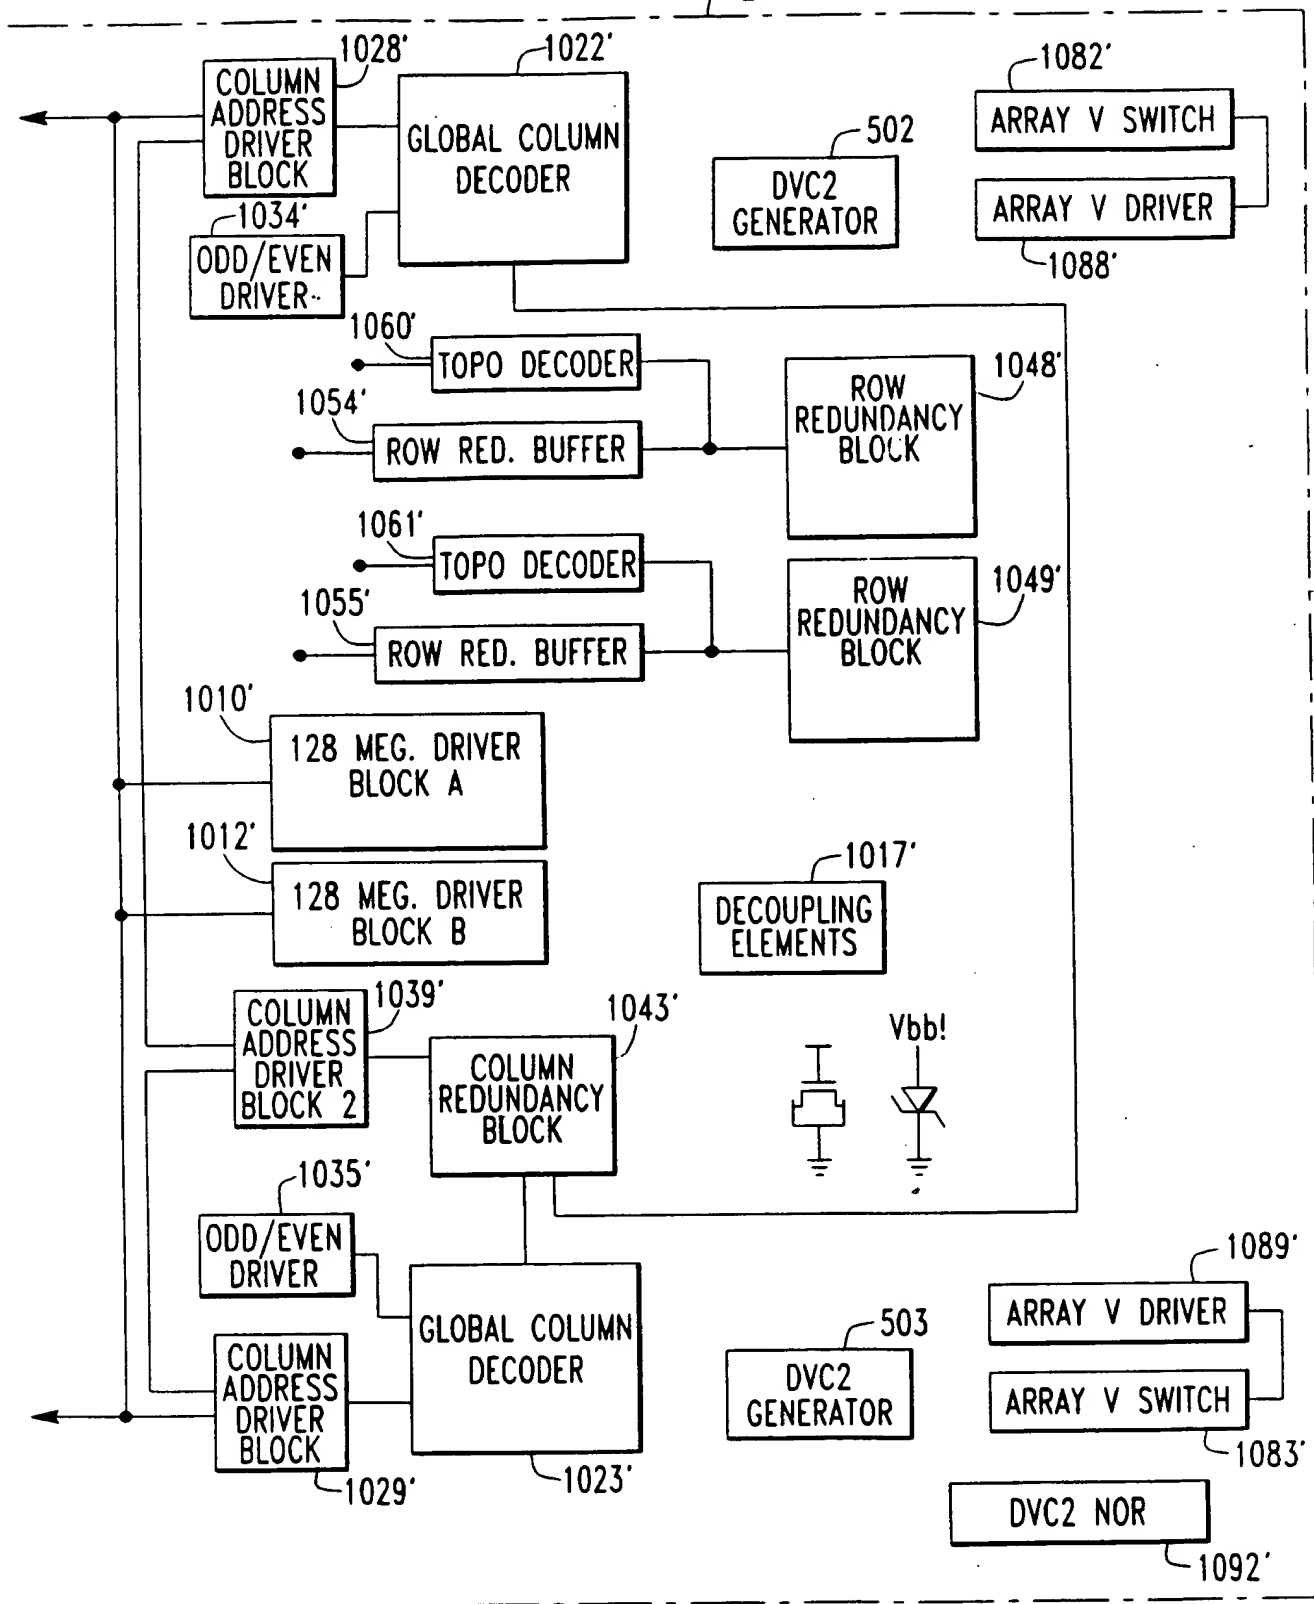 1028'
COLUMN
ADDRESS
DRIVER
BLOCK
1022'
GLOBAL COLUMN
DECODER
1082'
ARRAY V SWITCH
502
DVC2
GENERATOR
ARRAY V DRIVER
1088'
1034'
ODD/EVEN
DRIVER
1060'
TOPO DECODER
1048'
ROW
REDUNDANCY
BLOCK
1054'
ROW RED. BUFFER
1061'
TOPO DECODER
1049'
ROW
REDUNDANCY
BLOCK
1055'
ROW RED. BUFFER
1010'
128 MEG. DRIVER
BLOCK A
1012'
128 MEG. DRIVER
BLOCK B
1017'
DECOUPLING
ELEMENTS
1039'
COLUMN
ADDRESS
DRIVER
BLOCK 2
1043'
COLUMN
REDUNDANCY
BLOCK
Vbb!
1035'
ODD/EVEN
DRIVER
GLOBAL COLUMN
DECODER
1023'
COLUMN
ADDRESS
DRIVER
BLOCK
1029'
503
DVC2
GENERATOR
1089'
ARRAY V DRIVER
ARRAY V SWITCH
1083'
DVC2 NOR
1092'